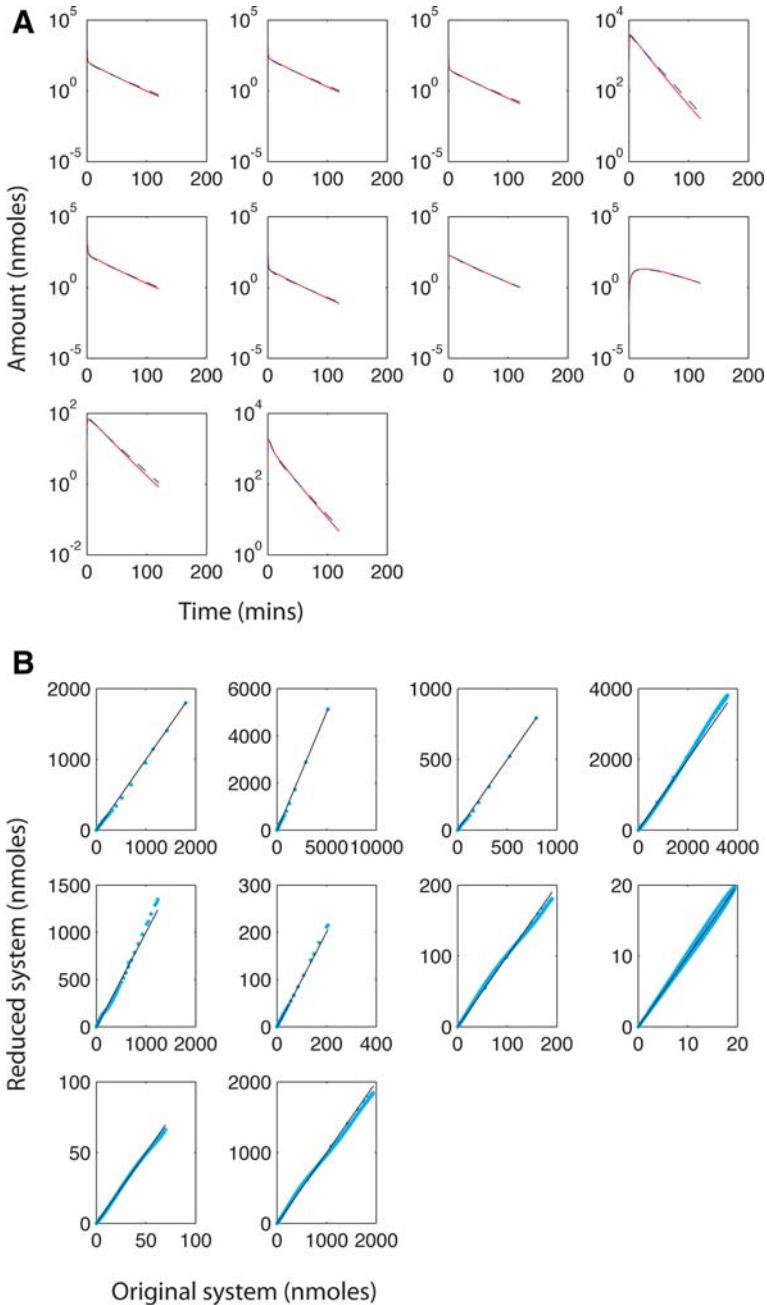 A
10^5 10^5 10^5 10^4
10^0 10^0 10^0 10^2
10^-5 10^-5 10^-5 10^0
0 100 200 0 100 200 0 100 200 0 100 200
Amount (nmoles)
10^5 10^5 10^5 10^5
10^0 10^0 10^0 10^0
10^-5 10^-5 10^-5 10^-5
0 100 200 0 100 200 0 100 200 0 100 200
10^2 10^4
10^0 10^2
10^-2 10^0
0 100 200 0 100 200
Time (mins)
B
2000 6000 1000 4000
4000
1000 500 2000
2000
0 0 0 0
0 1000 2000 0 5000 10000 0 500 1000 0 2000 4000
Reduced system (nmoles)
1500 300 200 20
1000 200
100 10
500 100
0 0 0 0
0 1000 2000 0 200 400 0 100 200 0 10 20
100 2000
50 1000
0 0
0 50 100 0 1000 2000
Original system (nmoles)